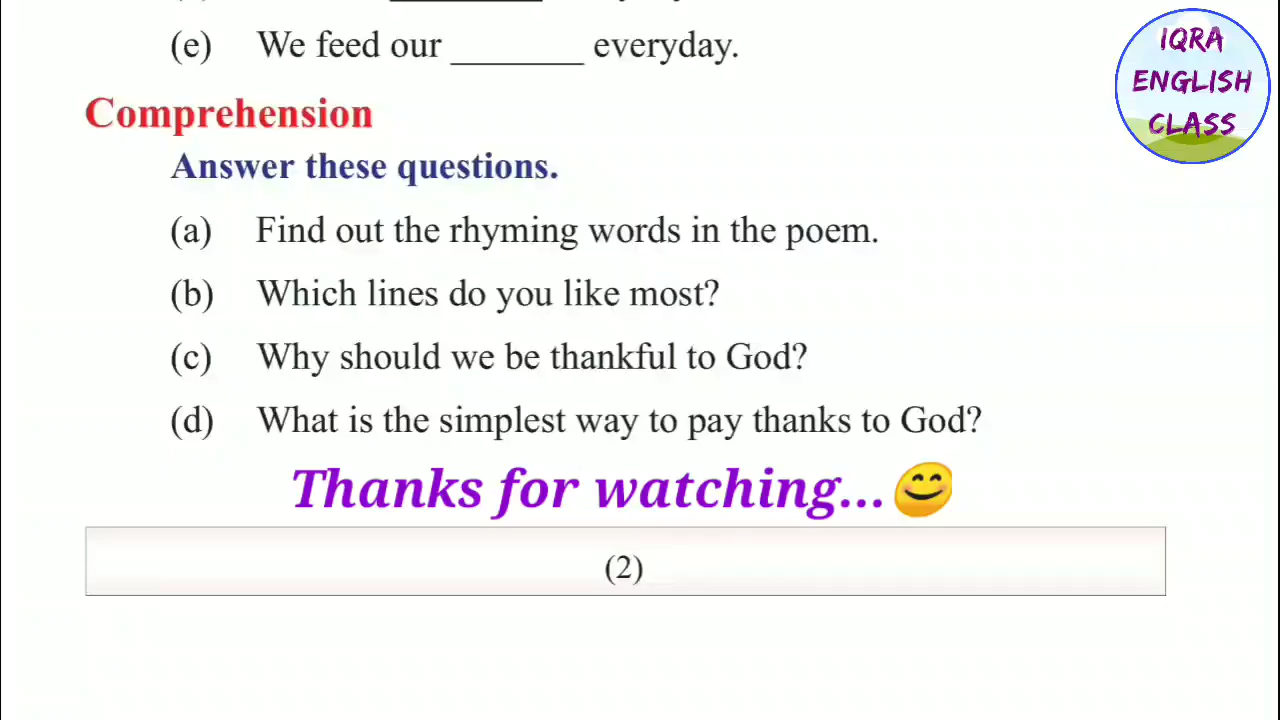 (e) We feed our _______ everyday.
IQRA
ENGLISH
CLASS
Comprehension
Answer these questions.
(a) Find out the rhyming words in the poem.
(b) Which lines do you like most?
(c) Why should we be thankful to God?
(d) What is the simplest way to pay thanks to God?
Thanks for watching...😊
(2)